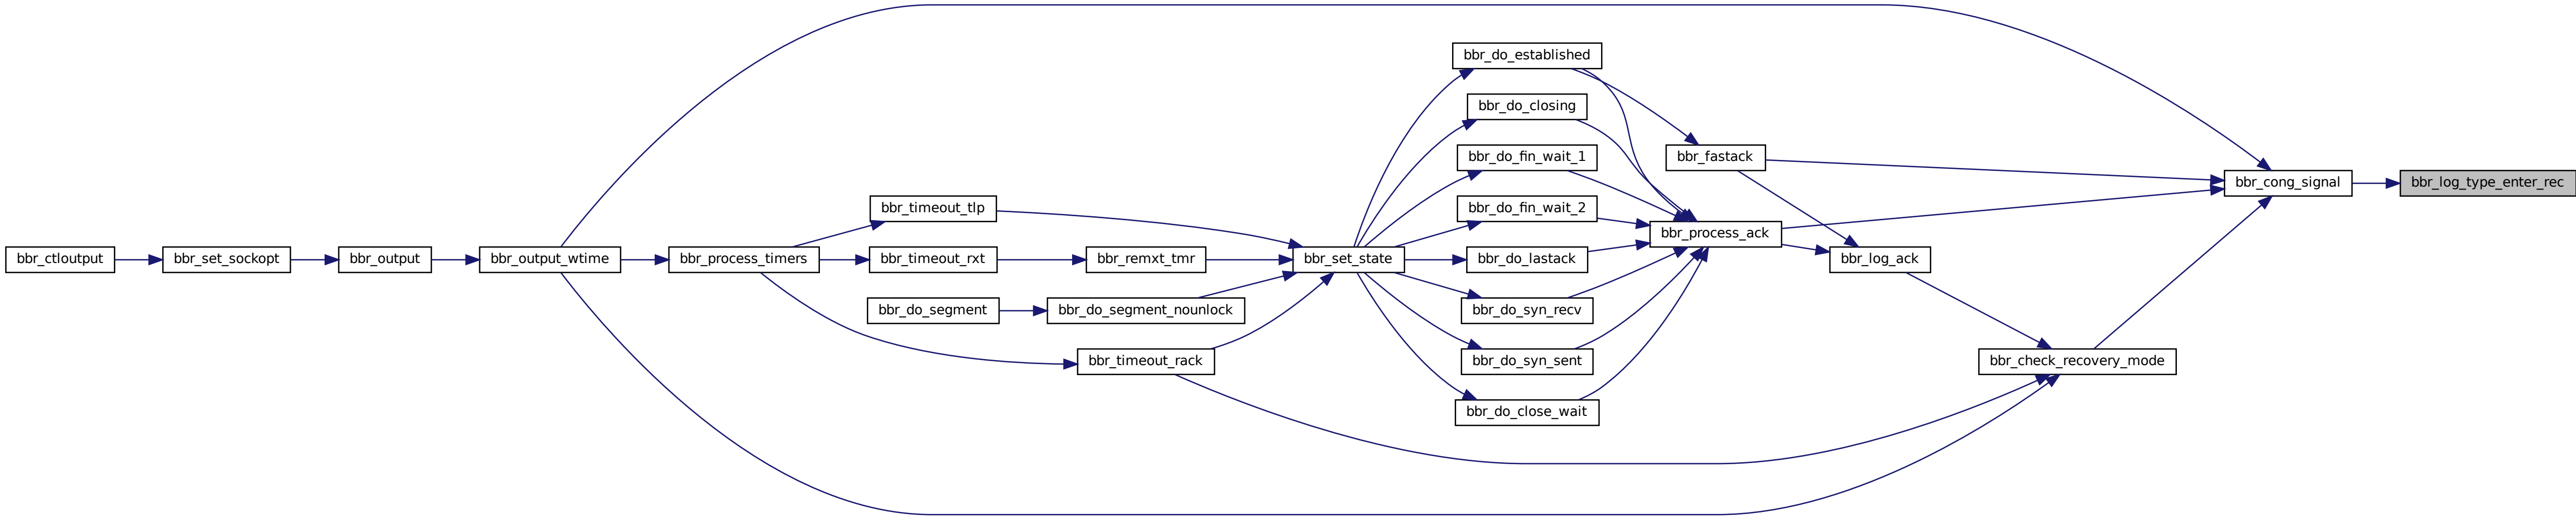 bbr_do_established
bbr_do_closing
bbr_fastack
bbr_do_fin_wait_1
bbr_cong_signal
bbr_log_type_enter_rec
bbr_timeout_tlp
bbr_do_fin_wait_2
bbr_process_ack
bbr_ctloutput
bbr_set_sockopt
bbr_output
bbr_output_wtime
bbr_process_timers
bbr_timeout_rxt
bbr_remxt_tmr
bbr_set_state
bbr_do_lastack
bbr_log_ack
bbr_do_segment
bbr_do_segment_nounlock
bbr_do_syn_recv
bbr_timeout_rack
bbr_do_syn_sent
bbr_check_recovery_mode
bbr_do_close_wait